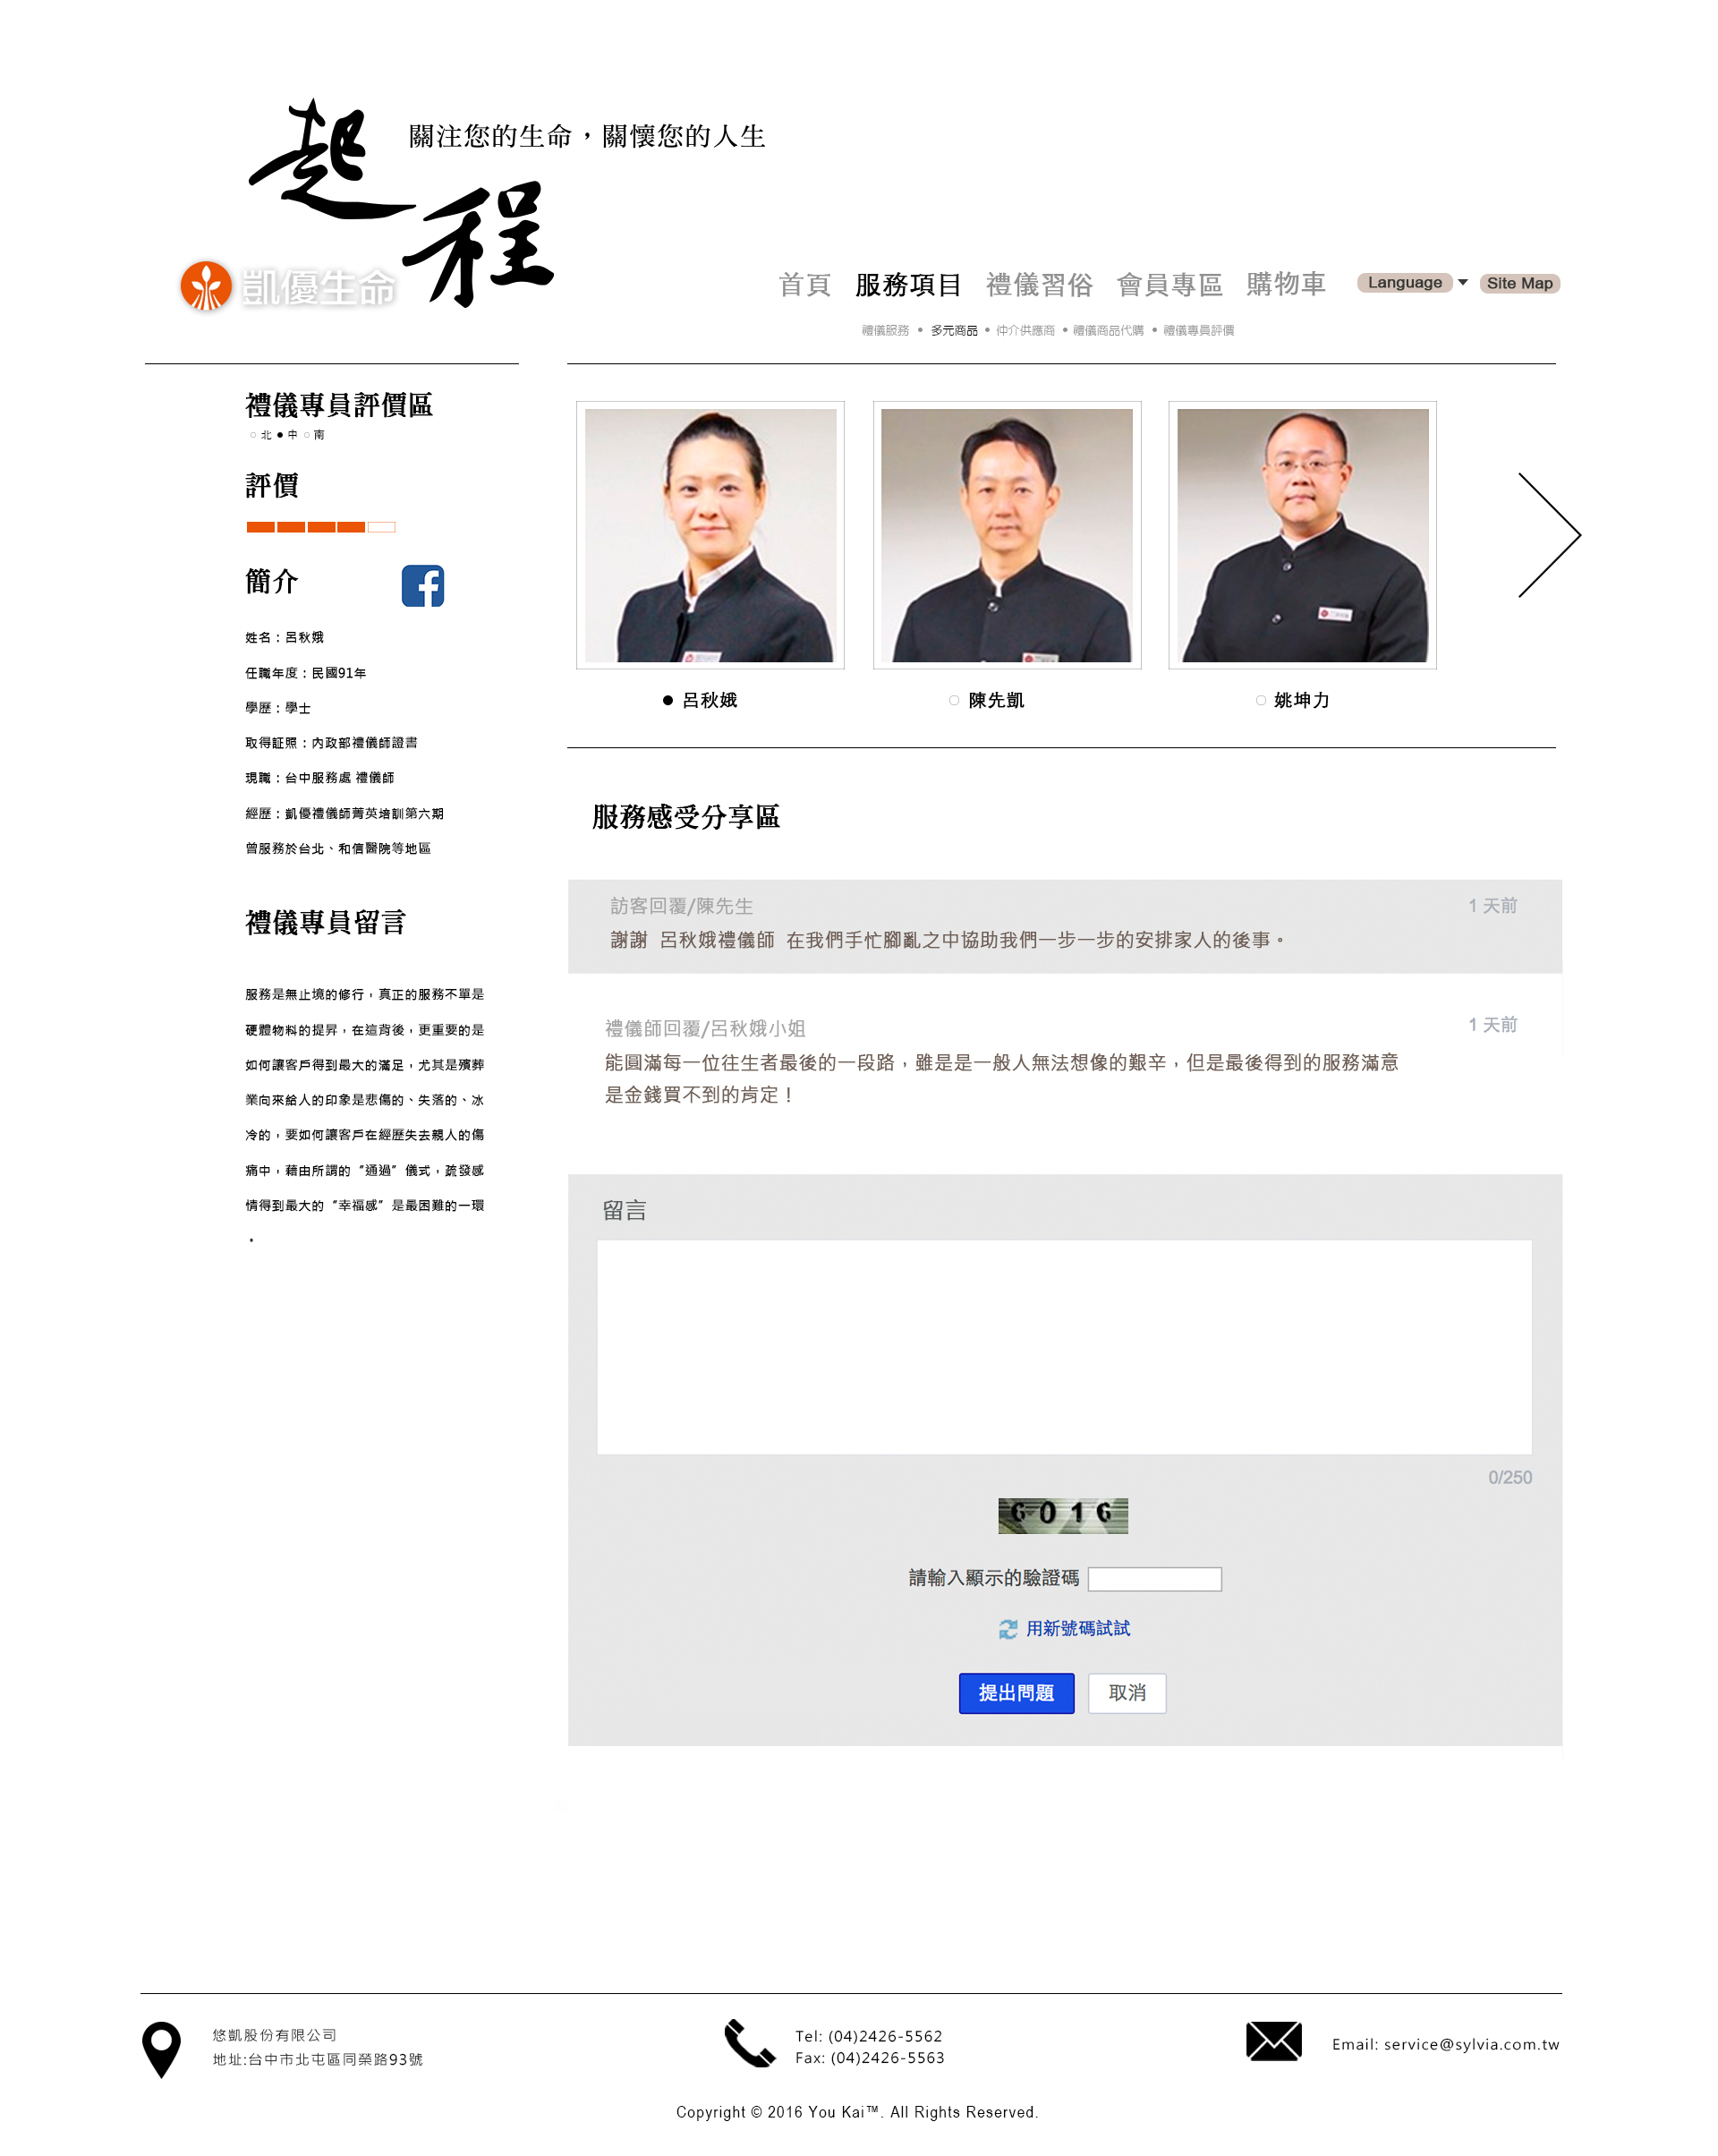 起程
關注您的生命，關懷您的人生
凱優生命
首頁 服務項目 禮儀習俗 會員專區 購物車 Language Site Map
禮儀服務 • 多元商品 • 仲介供應商 • 禮儀商品代購 • 禮儀專員評價
禮儀專員評價區
○ 北 ● 中 ○ 南
評價
簡介
姓名：呂秋娥
任職年度：民國91年
學歷：學士
取得証照：內政部禮儀師證書
現職：台中服務處 禮儀師
經歷：凱優禮儀師菁英培訓第六期
曾服務於台北、和信醫院等地區
禮儀專員留言
服務是無止境的修行，真正的服務不單是
硬體物料的提昇，在這背後，更重要的是
如何讓客戶得到最大的滿足，尤其是殯葬
業向來給人的印象是悲傷的、失落的、冰
冷的，要如何讓客戶在經歷失去親人的傷
痛中，藉由所謂的“通過”儀式，疏發感
情得到最大的“幸福感”是最困難的一環
。
● 呂秋娥 ○ 陳先凱 ○ 姚坤力
服務感受分享區
訪客回覆/陳先生 1 天前
謝謝 呂秋娥禮儀師 在我們手忙腳亂之中協助我們一步一步的安排家人的後事。
禮儀師回覆/呂秋娥小姐 1 天前
能圓滿每一位往生者最後的一段路，雖是是一般人無法想像的艱辛，但是最後得到的服務滿意
是金錢買不到的肯定！
留言
0/250
6016
請輸入顯示的驗證碼
用新號碼試試
提出問題 取消
悠凱股份有限公司
地址:台中市北屯區同榮路93號
Tel: (04)2426-5562
Fax: (04)2426-5563
Email: service@sylvia.com.tw
Copyright © 2016 You Kai™. All Rights Reserved.